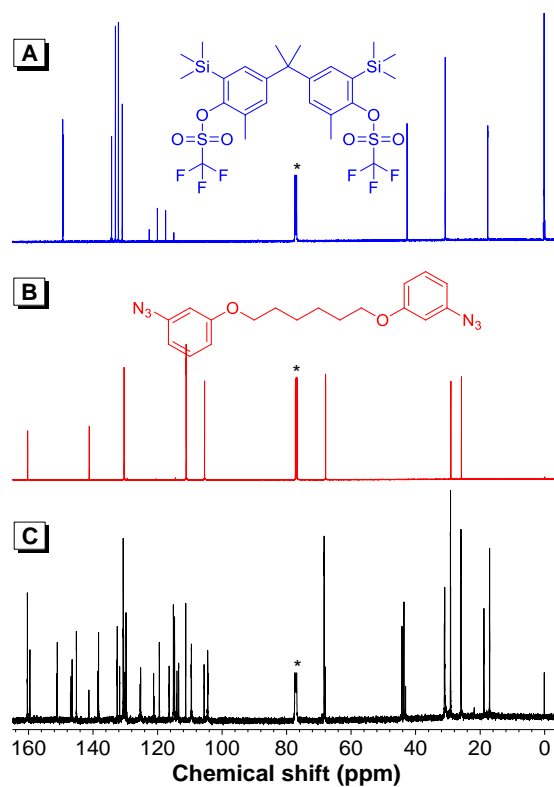 A
Si
Si
O
O
O S O
O S O
F F
F
F F
F
*
B
N3
O
O
N3
*
C
*
160 140 120 100 80 60 40 20 0
Chemical shift (ppm)